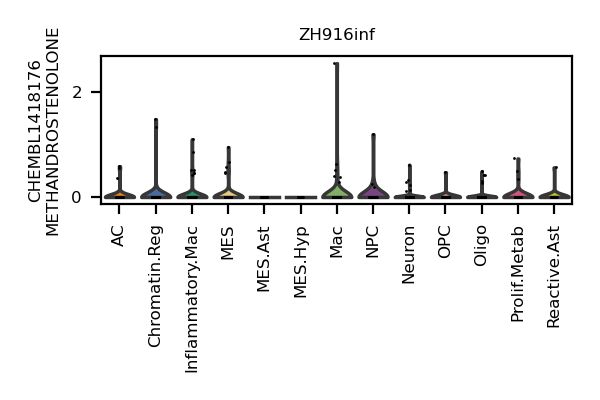 ZH916inf
CHEMBL1418176
METHANDROSTENOLONE
2
0
AC
Chromatin.Reg
Inflammatory.Mac
MES
MES.Ast
MES.Hyp
Mac
NPC
Neuron
OPC
Oligo
Prolif.Metab
Reactive.Ast